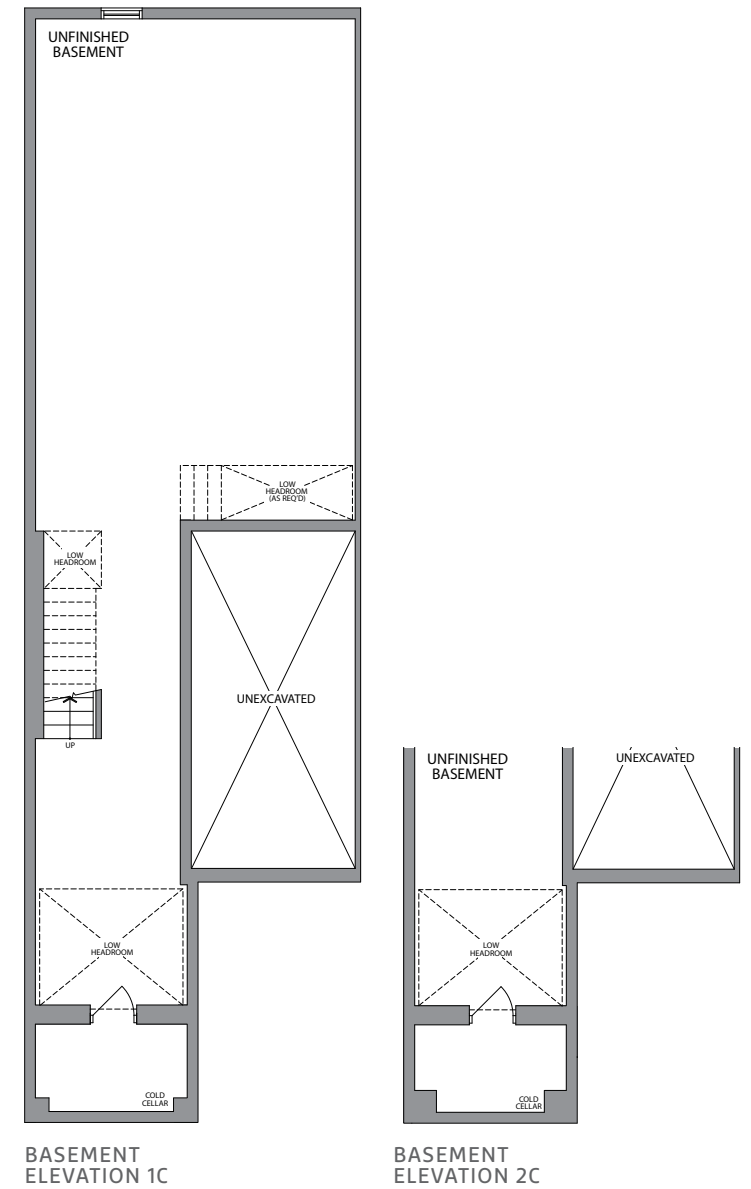 UNFINISHED
BASEMENT
LOW
HEADROOM
(AS REQ'D)
LOW
HEADROOM
UNEXCAVATED
UP
LOW
HEADROOM
COLD
CELLAR
BASEMENT
ELEVATION 1C
UNFINISHED
BASEMENT
UNEXCAVATED
LOW
HEADROOM
COLD
CELLAR
BASEMENT
ELEVATION 2C